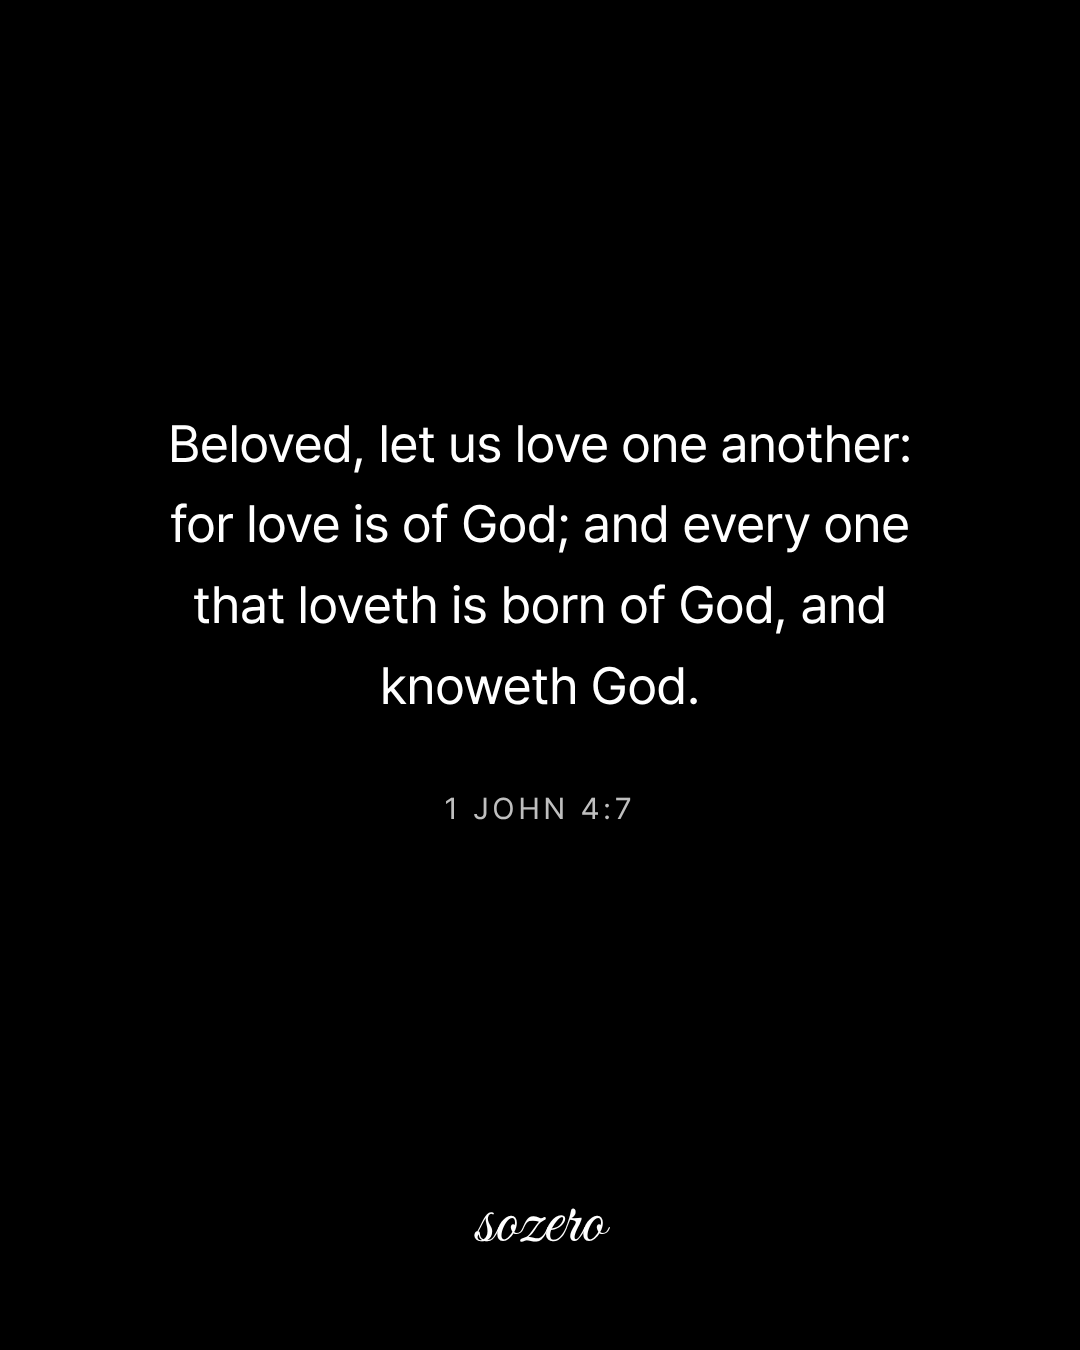 Beloved, let us love one another:
for love is of God; and every one
that loveth is born of God, and
knoweth God.
1 JOHN 4:7
sozero